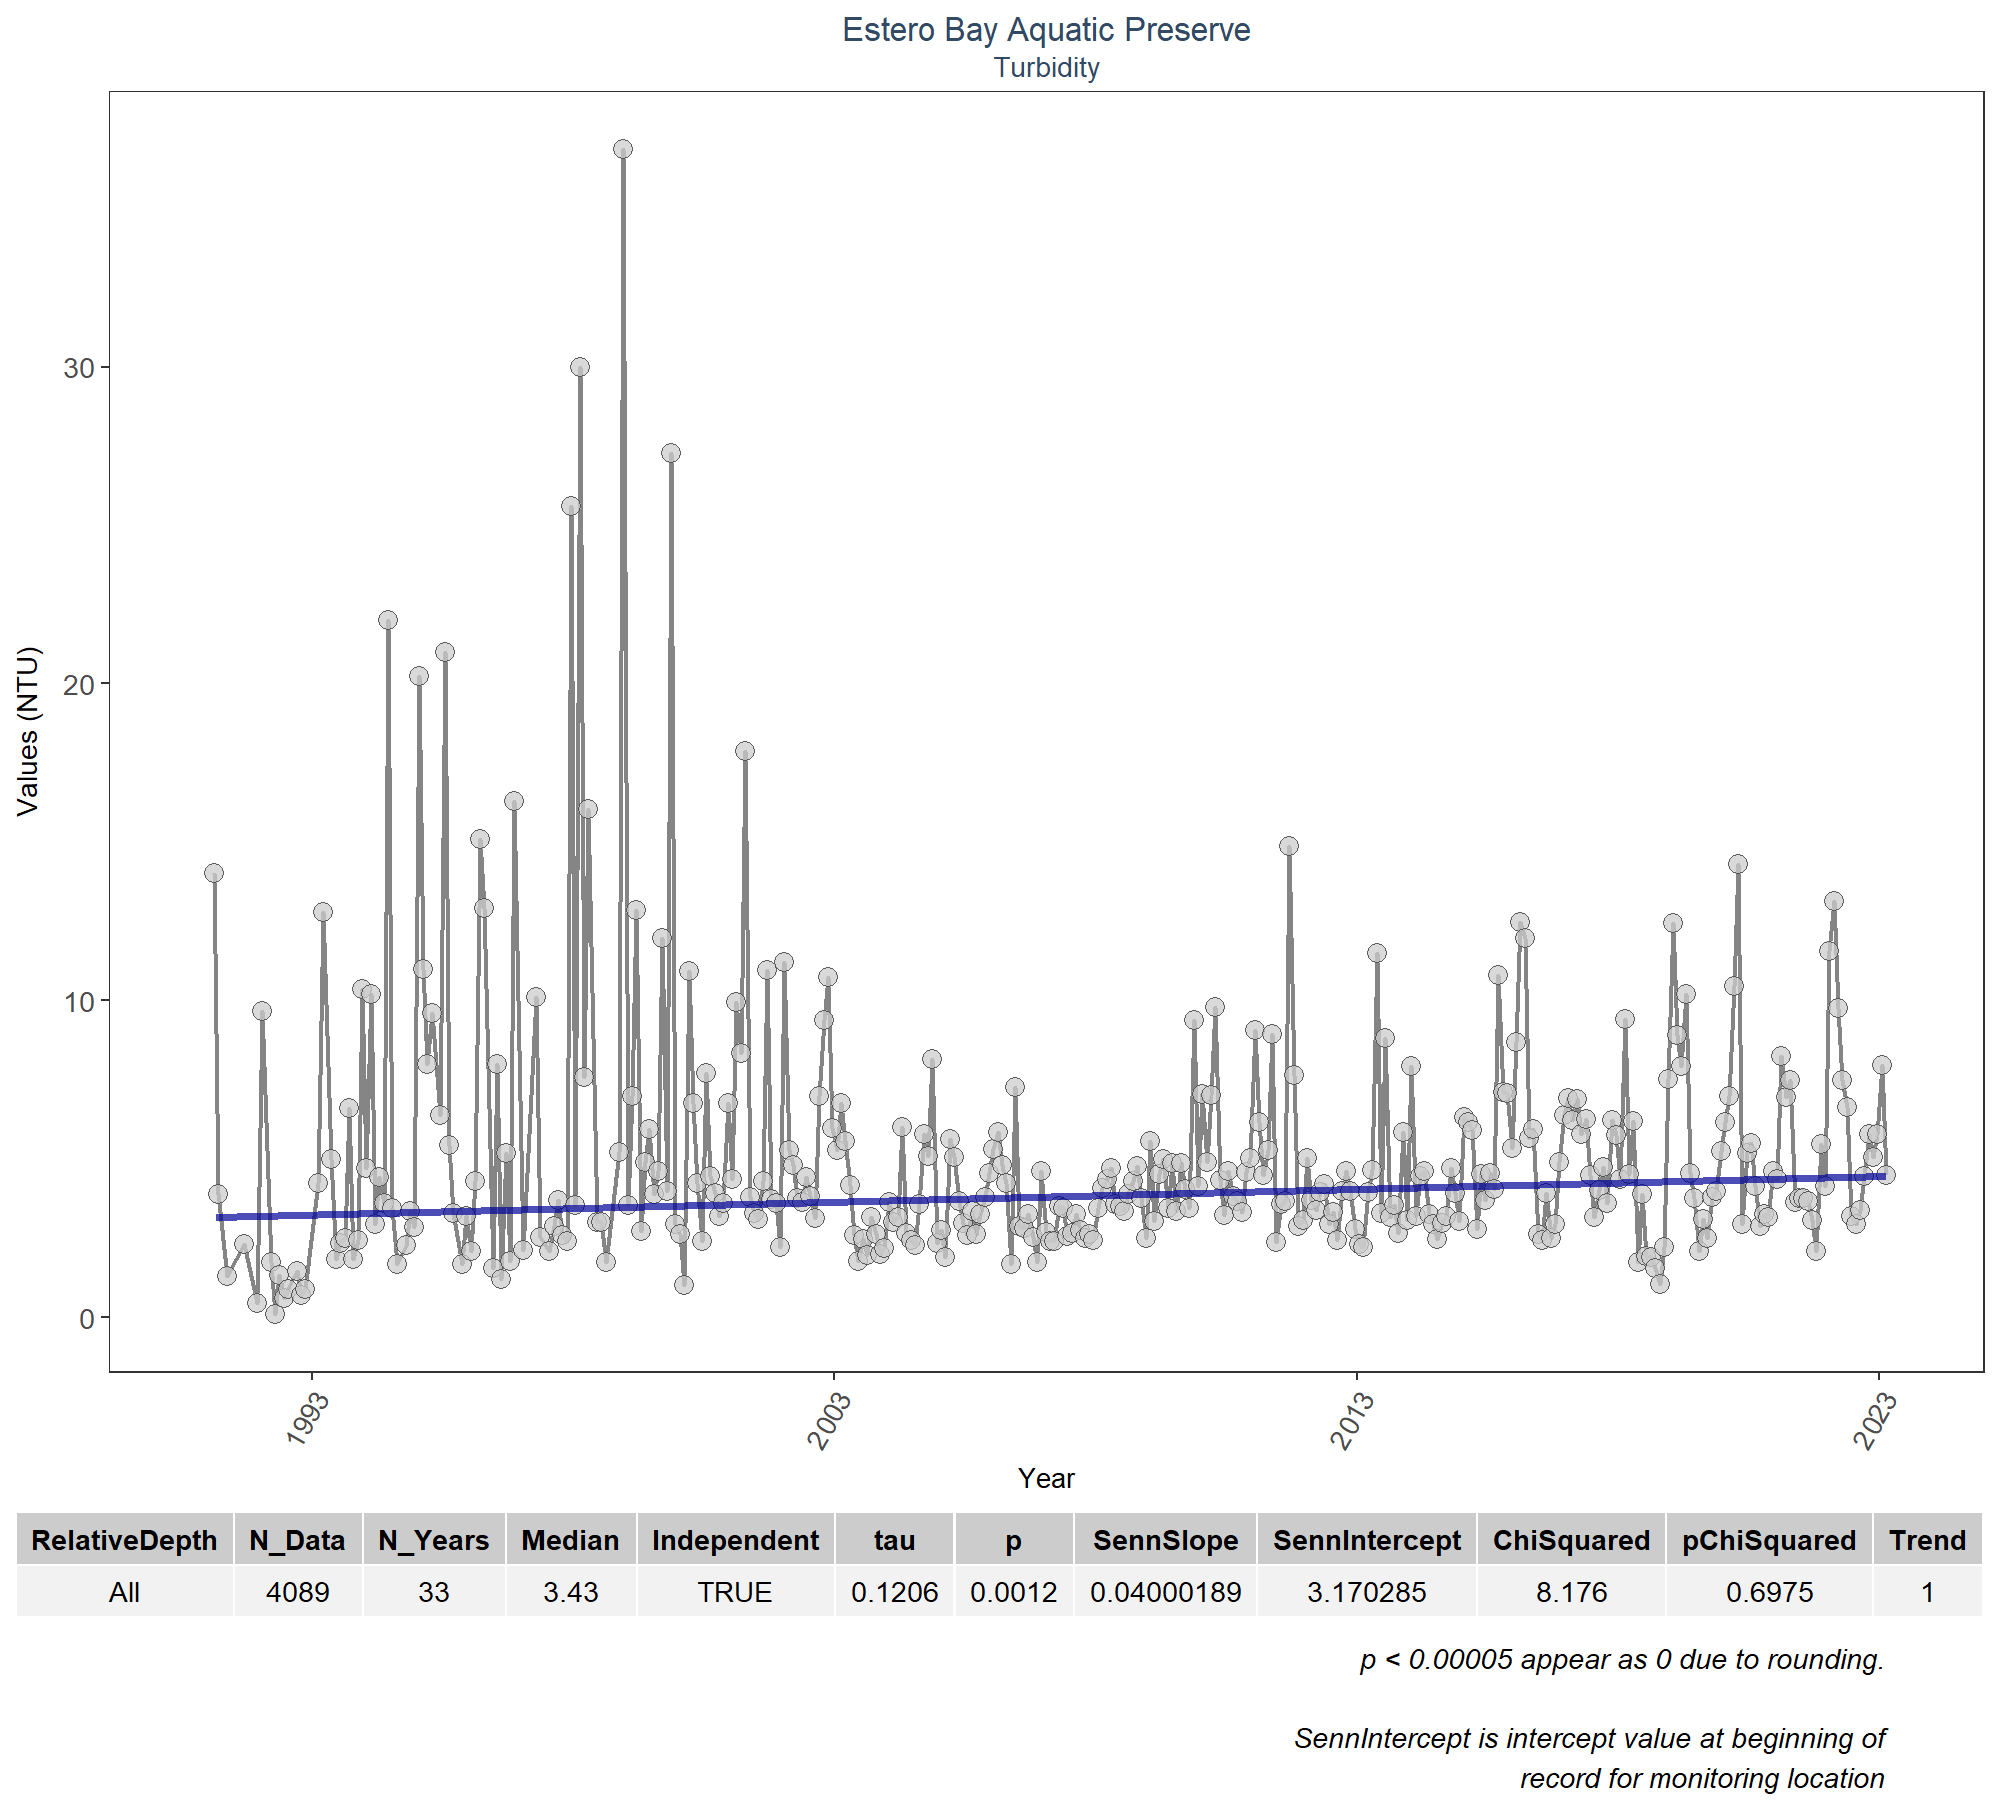 Estero Bay Aquatic Preserve
Turbidity
Values (NTU)
30
20
10
0
1993 2003 2013 2023
Year
RelativeDepth N_Data N_Years Median Independent tau p SennSlope SennIntercept ChiSquared pChiSquared Trend
All 4089 33 3.43 TRUE 0.1206 0.0012 0.04000189 3.170285 8.176 0.6975 1
p < 0.00005 appear as 0 due to rounding.
SennIntercept is intercept value at beginning of
record for monitoring location